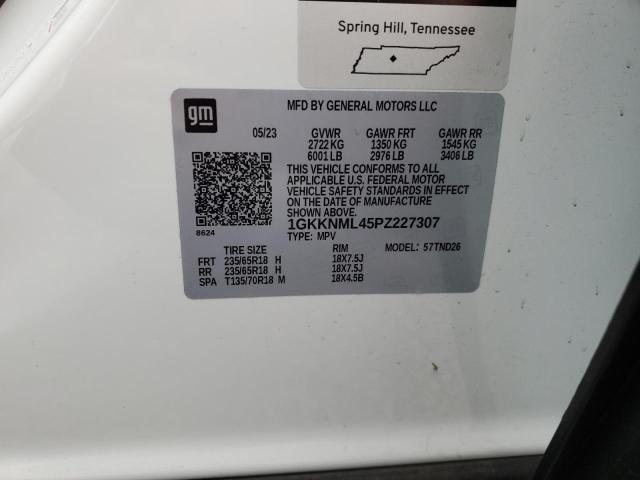 Spring Hill, Tennessee
gm
MFD BY GENERAL MOTORS LLC
05/23 GVWR GAWR FRT GAWR RR
2722 KG 1350 KG 1545 KG
6001 LB 2976 LB 3406 LB
THIS VEHICLE CONFORMS TO ALL
APPLICABLE U.S. FEDERAL MOTOR
VEHICLE SAFETY STANDARDS IN EFFECT
ON THE DATE OF MANUFACTURE
SHOWN ABOVE.
1GKKNML45PZ227307
8624 TYPE: MPV
TIRE SIZE RIM MODEL: 57TND26
FRT 235/65R18 H 18X7.5J
RR 235/65R18 H 18X7.5J
SPA T135/70R18 M 18X4.5B